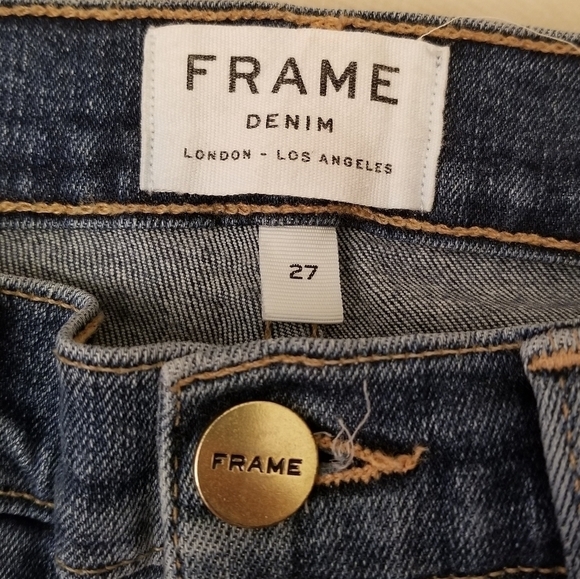 FRAME
DENIM
LONDON - LOS ANGELES
27
FRAME